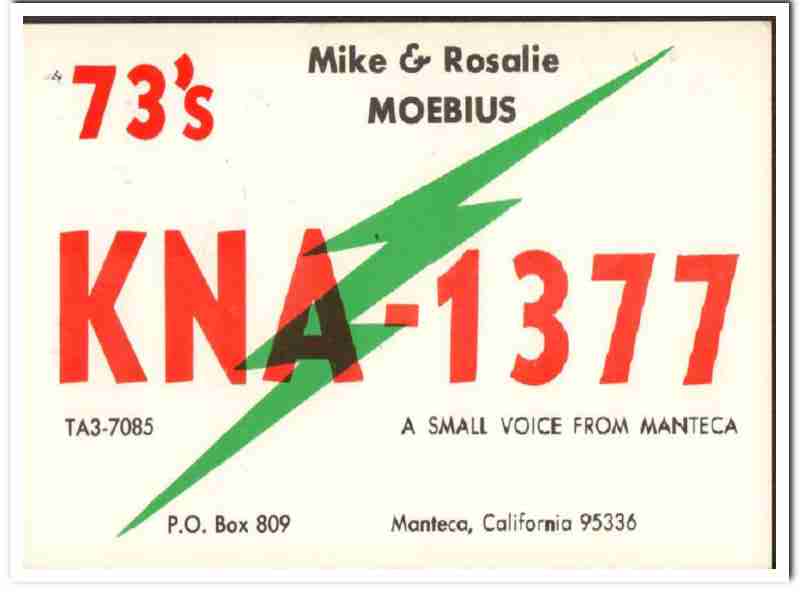 73's
Mike & Rosalie
MOEBIUS
KNA-1377
TA3-7085
A SMALL VOICE FROM MANTECA
P.O. Box 809
Manteca, California 95336